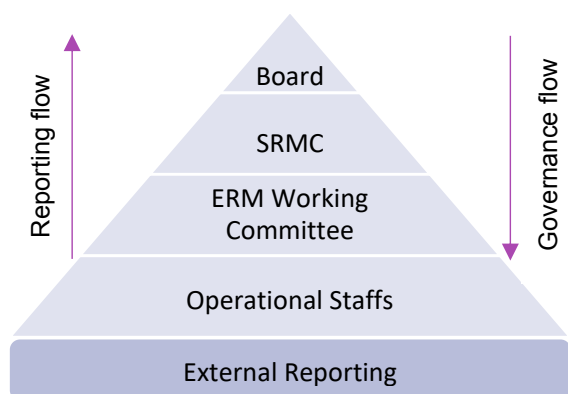 Board
SRMC
ERM Working
Committee
Operational Staffs
External Reporting
Reporting flow
Governance flow